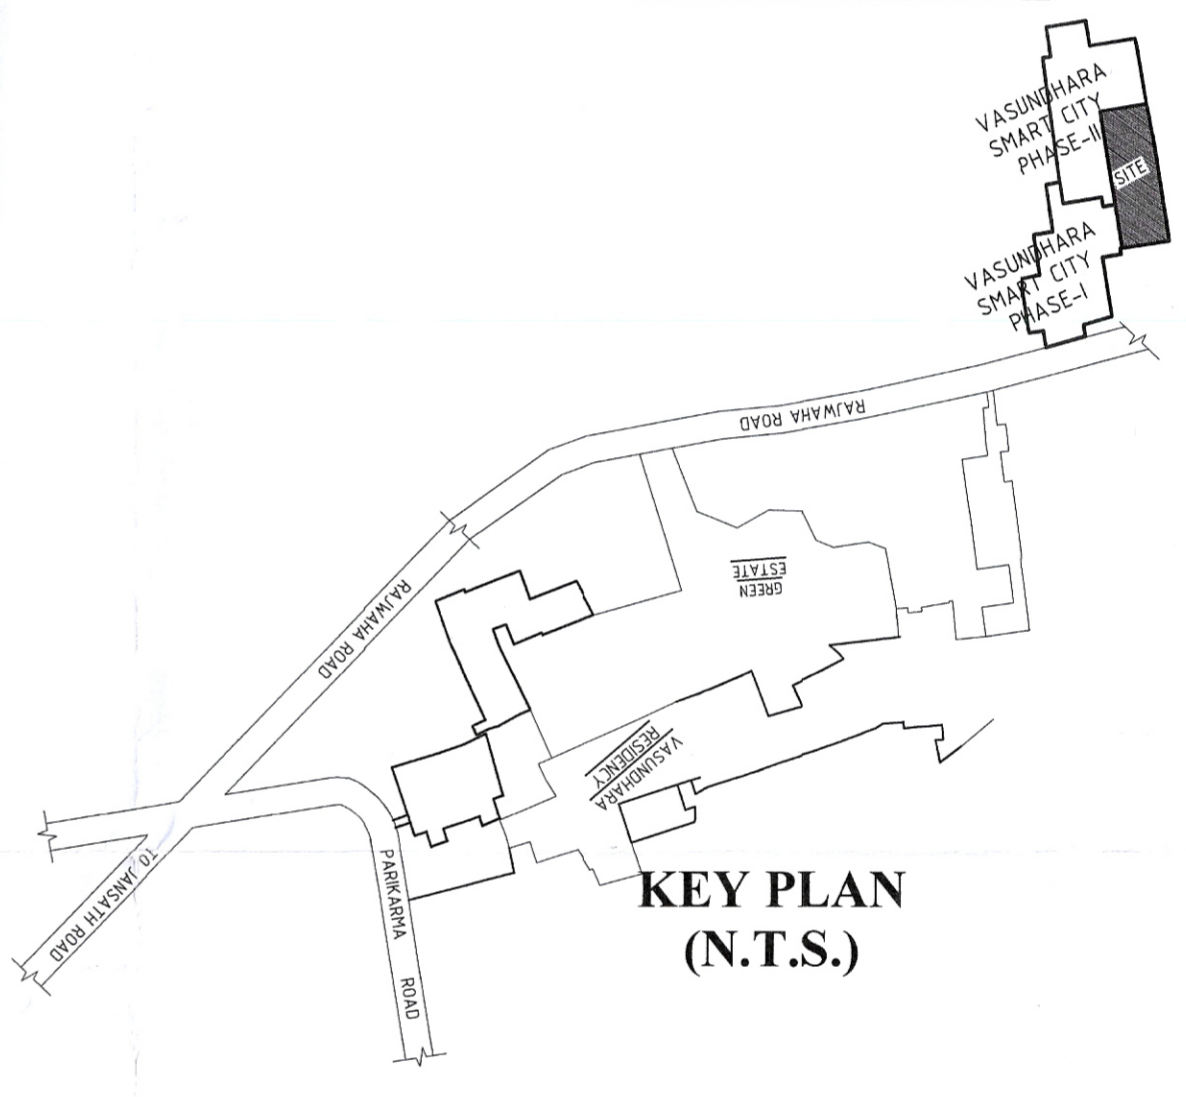 VASUNDHARA
SMART CITY
PHASE-II
SITE
VASUNDHARA
SMART CITY
PHASE-I
RAJWAHA ROAD
GREEN
ESTATE
RAJWAHA ROAD
VASUNDHARA
RESIDENCY
TO JANSATH ROAD
PARIKARMA ROAD
KEY PLAN
(N.T.S.)